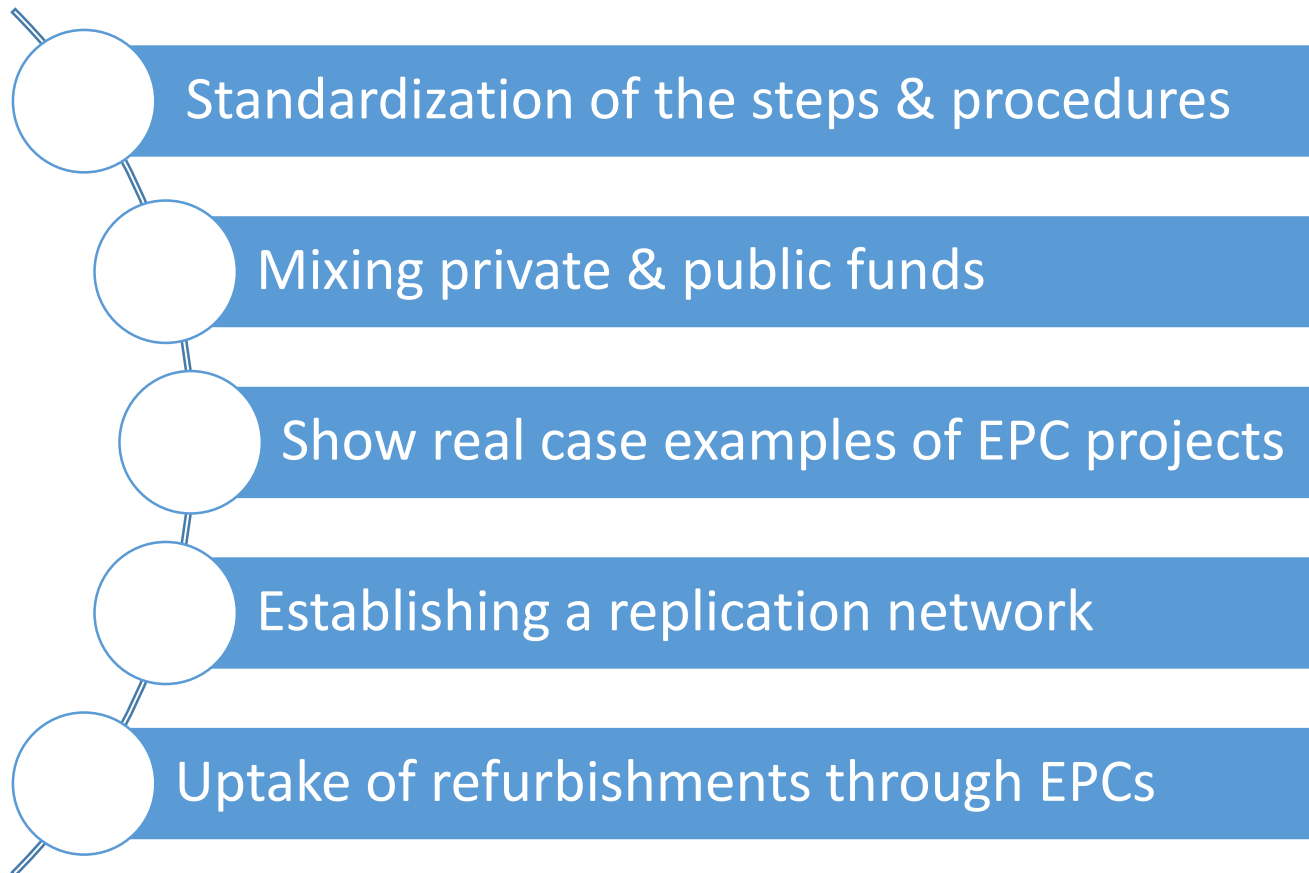 Standardization of the steps & procedures
Mixing private & public funds
Show real case examples of EPC projects
Establishing a replication network
Uptake of refurbishments through EPCs